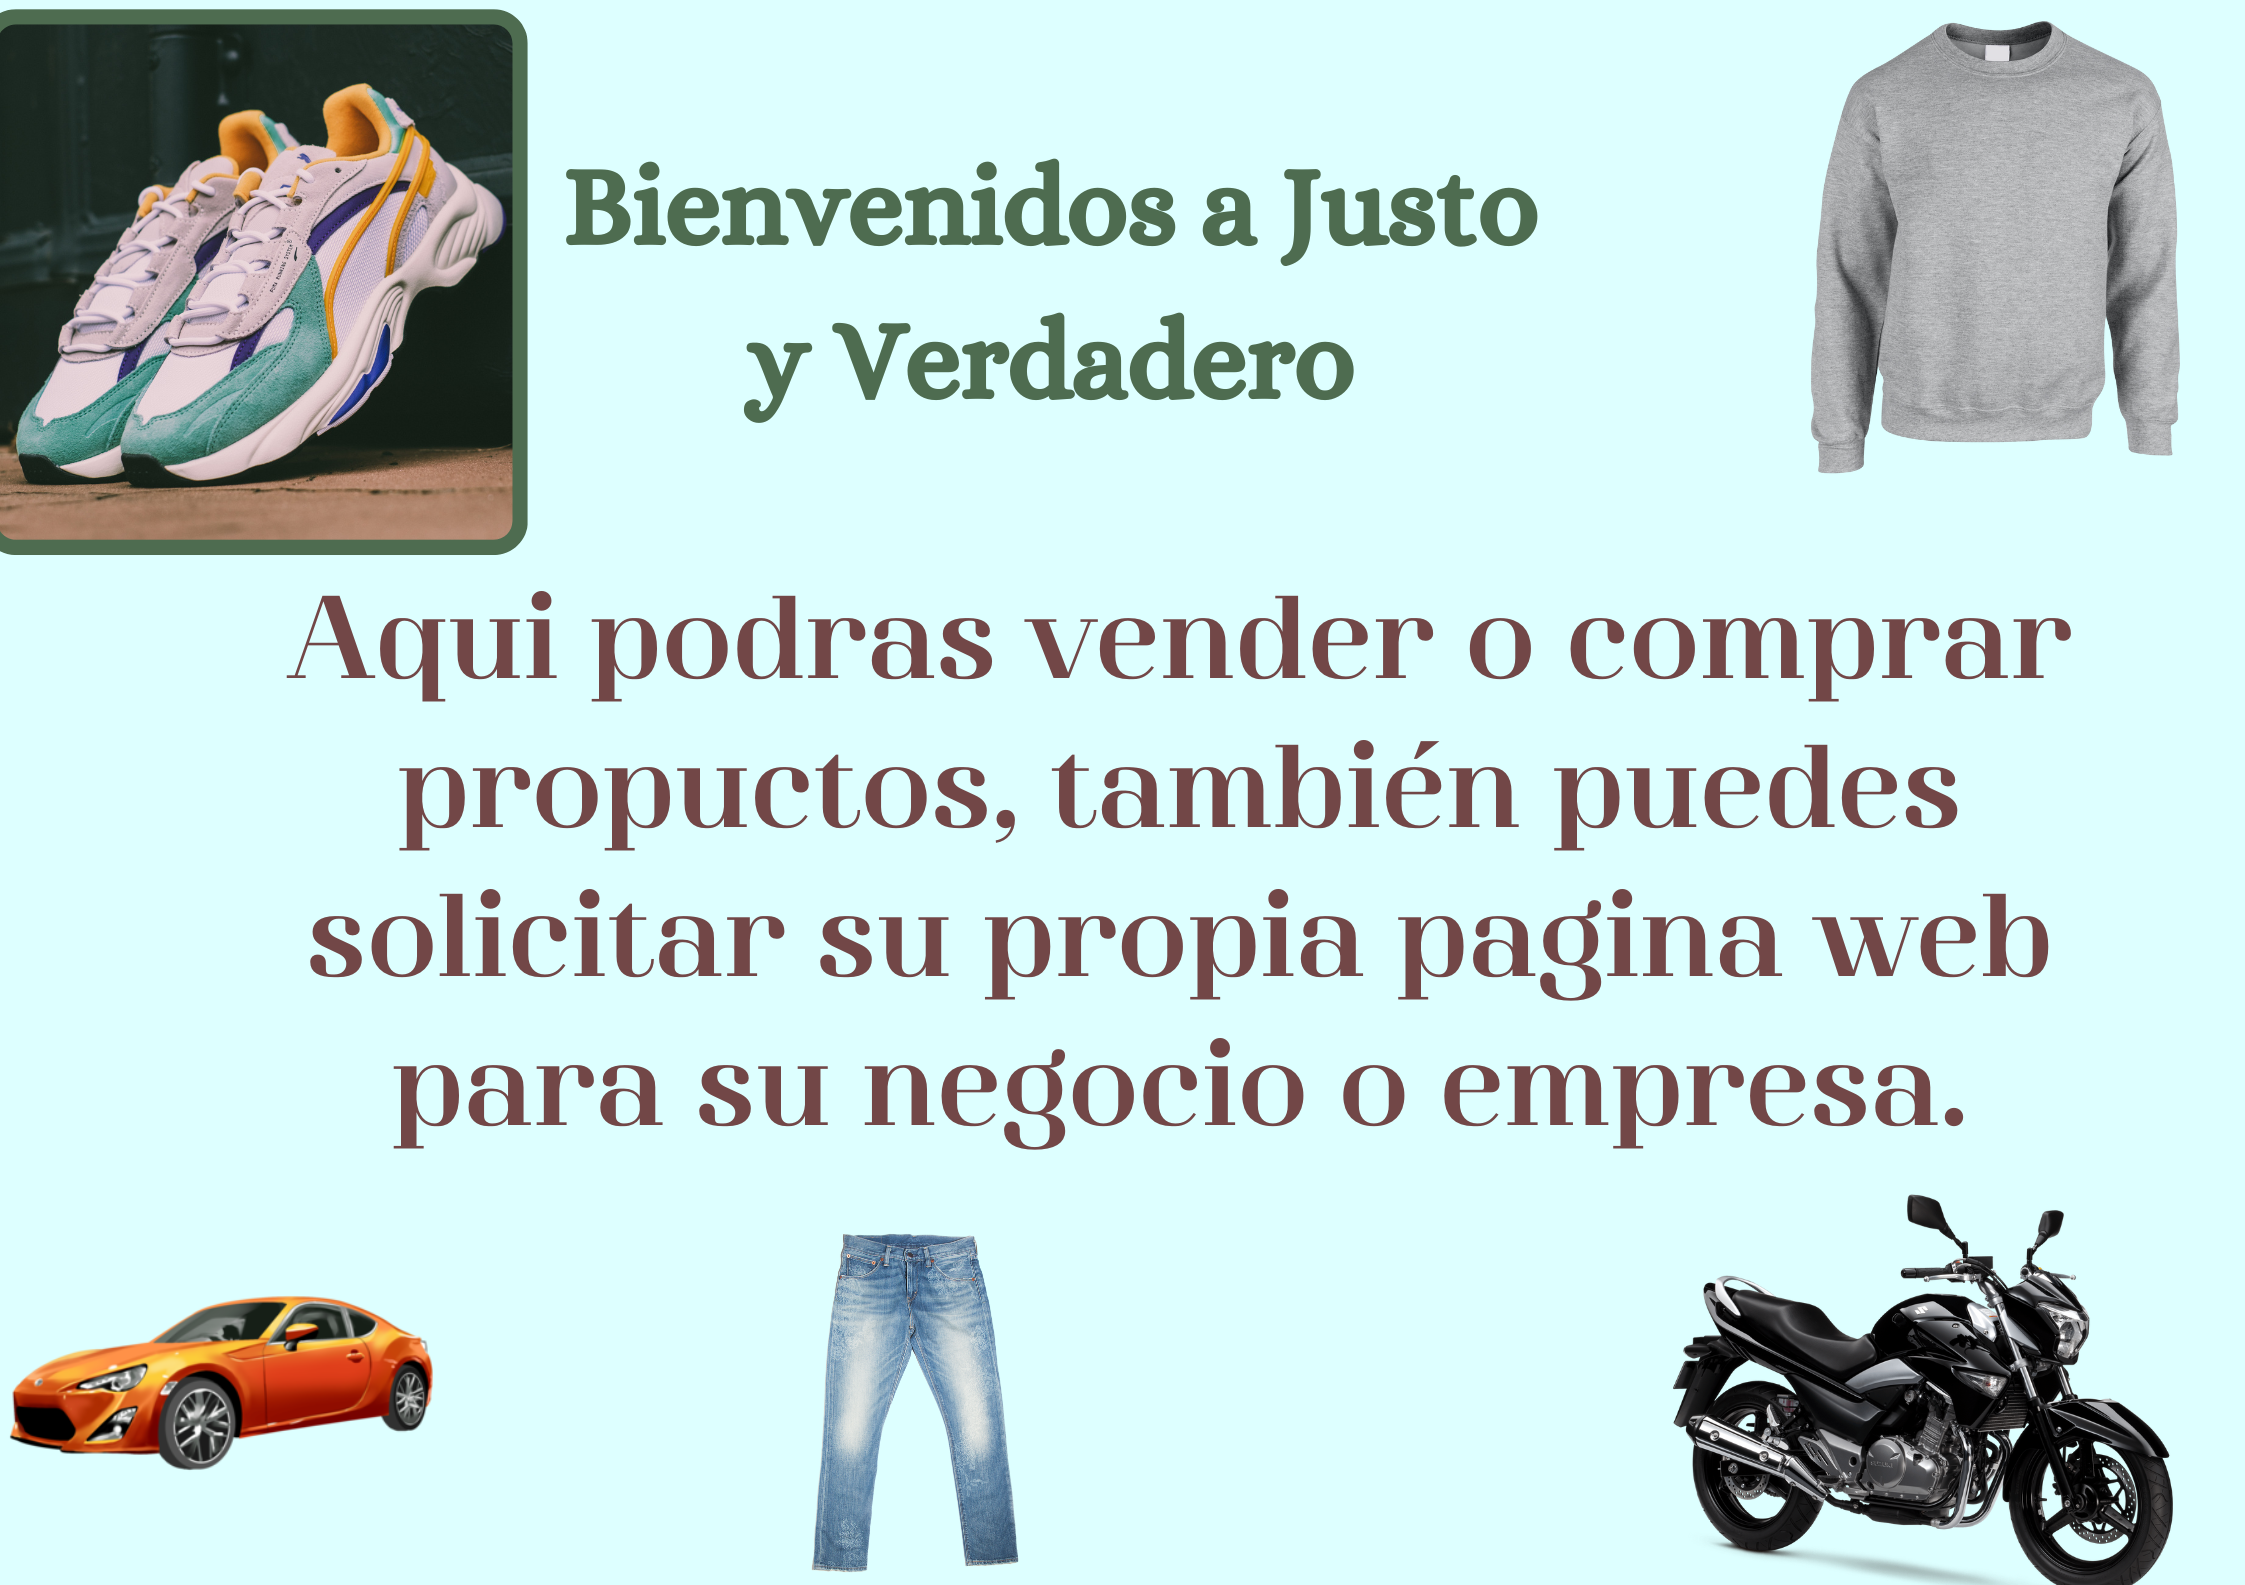 Bienvenidos a Justo
y Verdadero
Aqui podras vender o comprar
propuctos, también puedes
solicitar su propia pagina web
para su negocio o empresa.